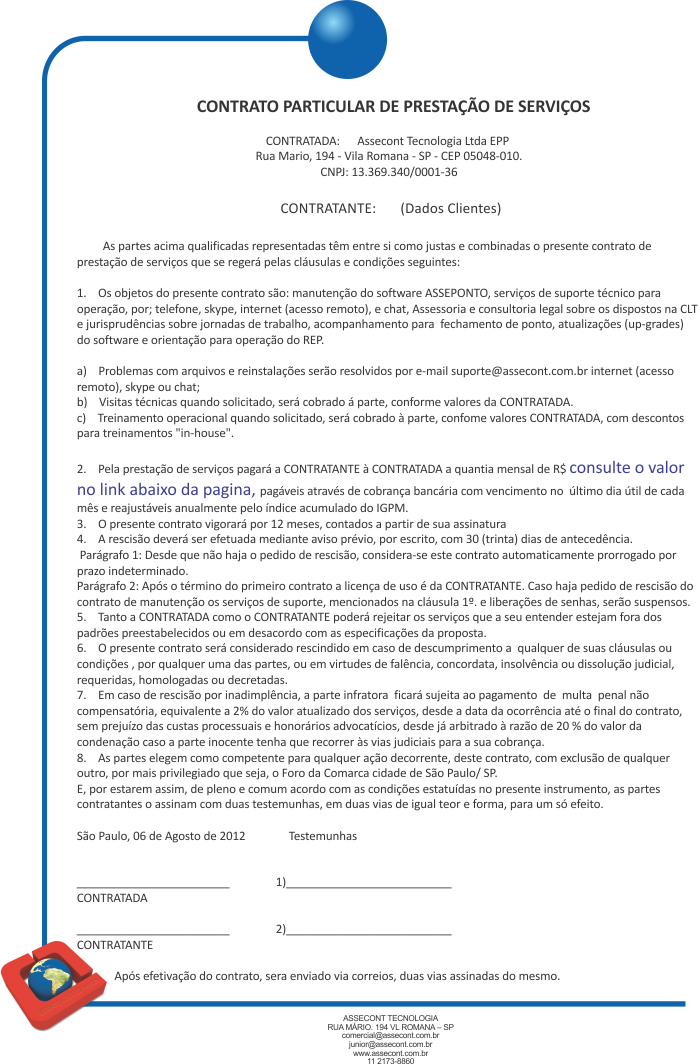 CONTRATO PARTICULAR DE PRESTAÇÃO DE SERVIÇOS
CONTRATADA: Assecont Tecnologia Ltda EPP
Rua Mario, 194 - Vila Romana - SP - CEP 05048-010.
CNPJ: 13.369.340/0001-36
CONTRATANTE: (Dados Clientes)
As partes acima qualificadas representadas têm entre si como justas e combinadas o presente contrato de
prestação de serviços que se regerá pelas cláusulas e condições seguintes:
1. Os objetos do presente contrato são: manutenção do software ASSEPONTO, serviços de suporte técnico para
operação, por; telefone, skype, internet (acesso remoto), e chat, Assessoria e consultoria legal sobre os dispostos na CLT
e jurisprudências sobre jornadas de trabalho, acompanhamento para fechamento de ponto, atualizações (up-grades)
do software e orientação para operação do REP.
a) Problemas com arquivos e reinstalações serão resolvidos por e-mail suporte@assecont.com.br internet (acesso
remoto), skype ou chat;
b) Visitas técnicas quando solicitado, será cobrado á parte, conforme valores da CONTRATADA.
c) Treinamento operacional quando solicitado, será cobrado à parte, confome valores CONTRATADA, com descontos
para treinamentos "in-house".
2. Pela prestação de serviços pagará a CONTRATANTE à CONTRATADA a quantia mensal de R$ consulte o valor
no link abaixo da pagina, pagáveis através de cobrança bancária com vencimento no último dia útil de cada
mês e reajustáveis anualmente pelo índice acumulado do IGPM.
3. O presente contrato vigorará por 12 meses, contados a partir de sua assinatura
4. A rescisão deverá ser efetuada mediante aviso prévio, por escrito, com 30 (trinta) dias de antecedência.
Parágrafo 1: Desde que não haja o pedido de rescisão, considera-se este contrato automaticamente prorrogado por
prazo indeterminado.
Parágrafo 2: Após o término do primeiro contrato a licença de uso é da CONTRATANTE. Caso haja pedido de rescisão do
contrato de manutenção os serviços de suporte, mencionados na cláusula 1º. e liberações de senhas, serão suspensos.
5. Tanto a CONTRATADA como o CONTRATANTE poderá rejeitar os serviços que a seu entender estejam fora dos
padrões preestabelecidos ou em desacordo com as especificações da proposta.
6. O presente contrato será considerado rescindido em caso de descumprimento a qualquer de suas cláusulas ou
condições , por qualquer uma das partes, ou em virtudes de falência, concordata, insolvência ou dissolução judicial,
requeridas, homologadas ou decretadas.
7. Em caso de rescisão por inadimplência, a parte infratora ficará sujeita ao pagamento de multa penal não
compensatória, equivalente a 2% do valor atualizado dos serviços, desde a data da ocorrência até o final do contrato,
sem prejuízo das custas processuais e honorários advocatícios, desde já arbitrado à razão de 20 % do valor da
condenação caso a parte inocente tenha que recorrer às vias judiciais para a sua cobrança.
8. As partes elegem como competente para qualquer ação decorrente, deste contrato, com exclusão de qualquer
outro, por mais privilegiado que seja, o Foro da Comarca cidade de São Paulo/ SP.
E, por estarem assim, de pleno e comum acordo com as condições estatuídas no presente instrumento, as partes
contratantes o assinam com duas testemunhas, em duas vias de igual teor e forma, para um só efeito.
São Paulo, 06 de Agosto de 2012 Testemunhas
1)
CONTRATADA
2)
CONTRATANTE
Após efetivação do contrato, sera enviado via correios, duas vias assinadas do mesmo.
ASSECONT TECNOLOGIA
RUA MÁRIO. 194 VL ROMANA – SP
comercial@assecont.com.br
junior@assecont.com.br
www.assecont.com.br
11 2173-8860